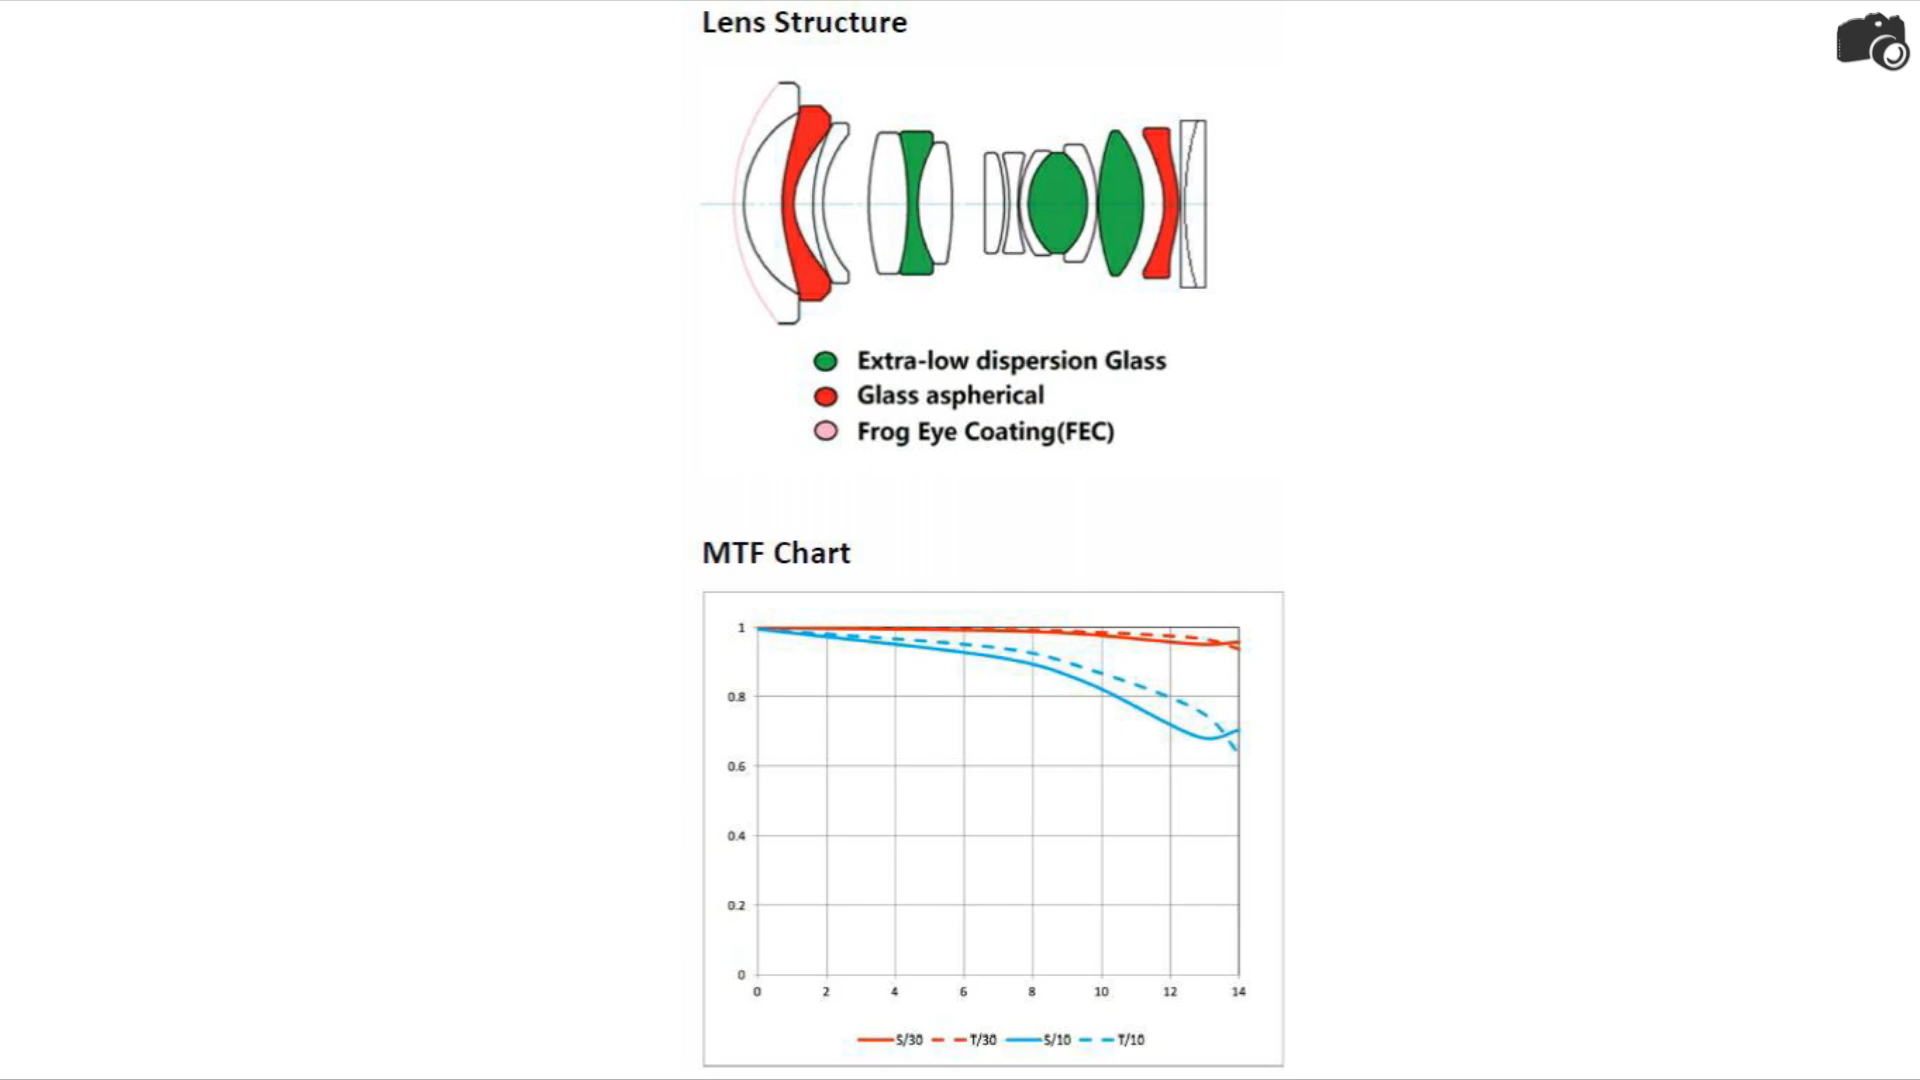 Lens Structure
Extra-low dispersion Glass
Glass aspherical
Frog Eye Coating(FEC)
MTF Chart
1
0.8
0.6
0.4
0.2
0
0 2 4 6 8 10 12 14
S/30 T/30 S/10 T/10